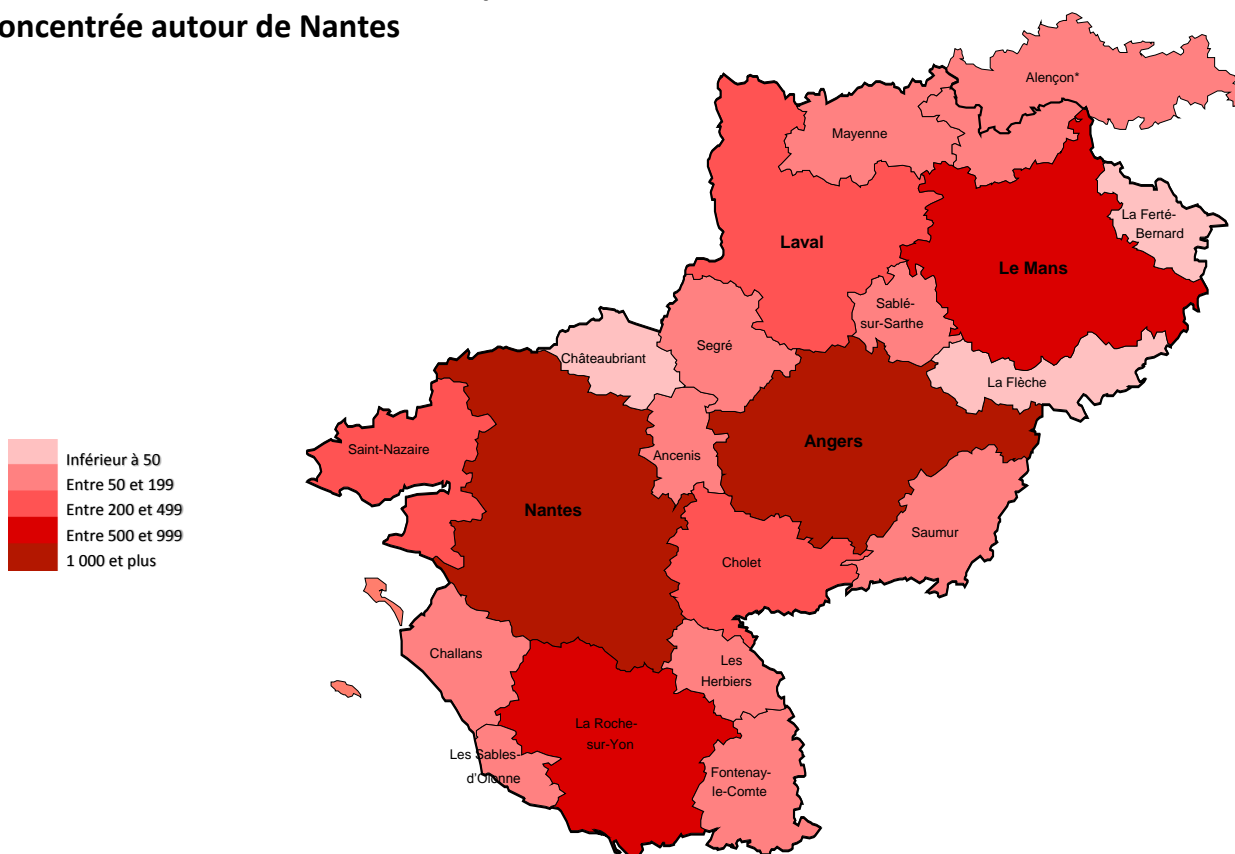 oncentrée autour de Nantes
Alençon*
Mayenne
La Ferté-
Bernard
Laval
Le Mans
Sablé-
sur-Sarthe
Segré
Châteaubriant
La Flèche
Angers
Saint-Nazaire
Ancenis
Inférieur à 50
Entre 50 et 199
Entre 200 et 499
Entre 500 et 999
1 000 et plus
Nantes
Saumur
Cholet
Challans
Les
Herbiers
La Roche-
sur-Yon
Les Sables-
d'Olonne
Fontenay-
le-Comte